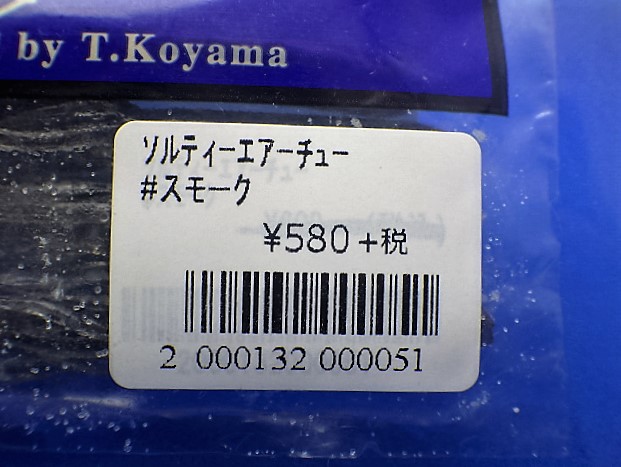 by T.Koyama
ソルティーエアーチュー
#スモーク
¥580+税
2 000132 000051